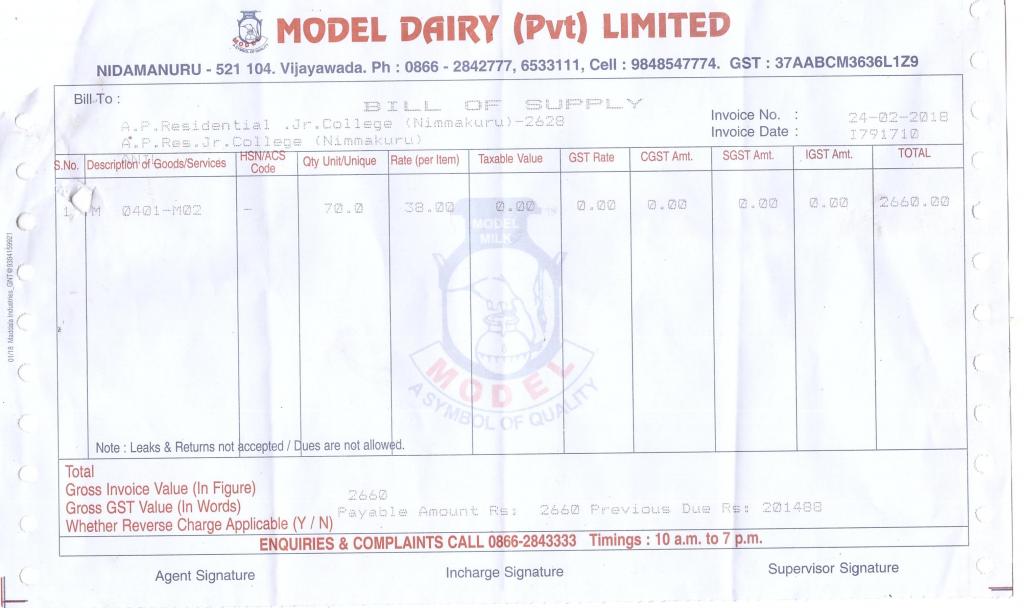 MODEL DAIRY (Pvt) LIMITED
NIDAMANURU - 521 104. Vijayawada. Ph : 0866 - 2842777, 6533111, Cell : 9848547774. GST : 37AABCM3636L1Z9
Bill To :
BILL OF SUPPLY
A.P.Residential .Jr.College (Nimmakuru)-2628
A.P.Res.Jr.College (Nimmakuru)
Invoice No. : 24-02-2018
Invoice Date : I791710
S.No. Description of Goods/Services HSN/ACS Code Qty Unit/Unique Rate (per Item) Taxable Value GST Rate CGST Amt. SGST Amt. IGST Amt. TOTAL
1 M 0401-M02 - 70.0 38.00 0.00 0.00 0.00 0.00 0.00 2660.00
MODEL
MILK
MODEL
A SYMBOL OF QUALITY
Note : Leaks & Returns not accepted / Dues are not allowed.
Total
Gross Invoice Value (In Figure) 2660
Gross GST Value (In Words) Payable Amount Rs: 2660 Previous Due Rs: 201488
Whether Reverse Charge Applicable (Y / N)
ENQUIRIES & COMPLAINTS CALL 0866-2843333 Timings : 10 a.m. to 7 p.m.
Agent Signature Incharge Signature Supervisor Signature